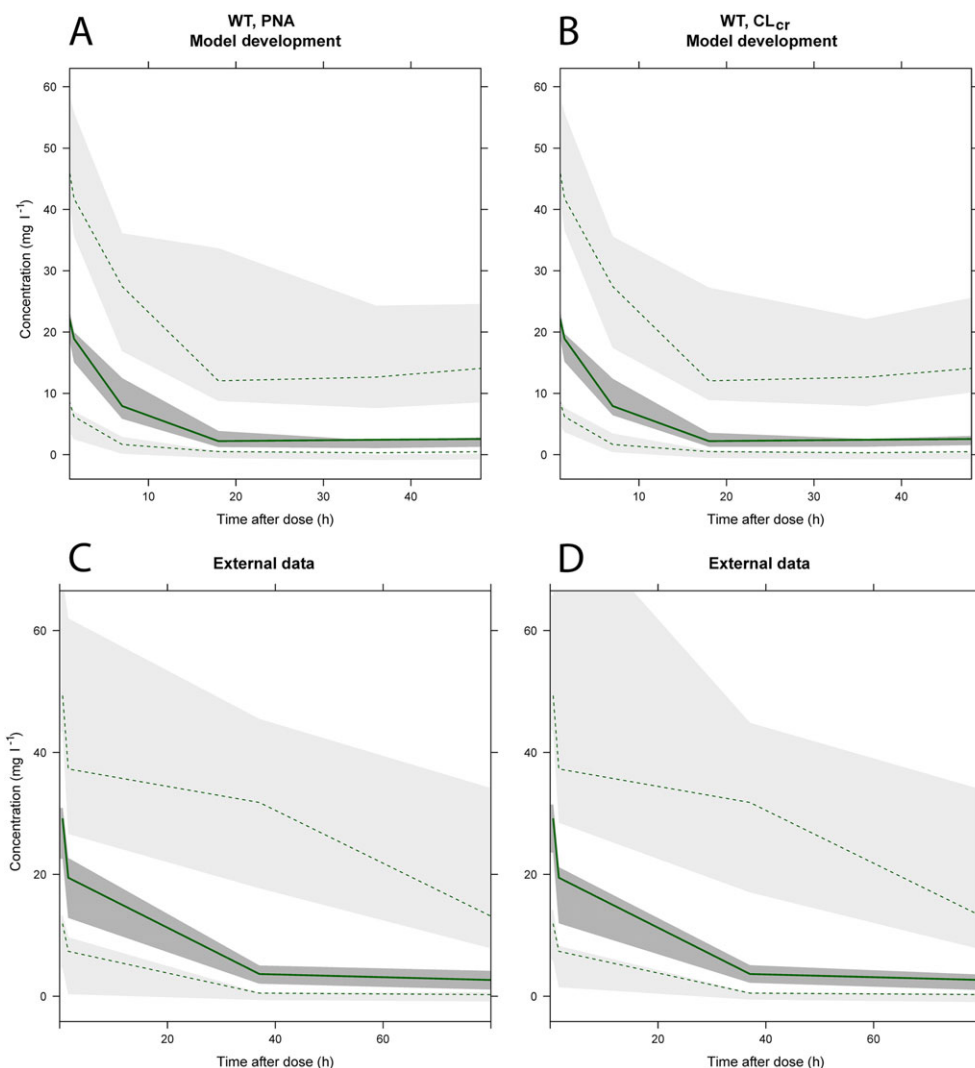 A
WT, PNA
Model development
B
WT, CLcr
Model development
60
50
40
30
20
10
0
Concentration (mg l⁻¹)
10
20
30
40
Time after dose (h)
60
50
40
30
20
10
0
10
20
30
40
Time after dose (h)
C
External data
D
External data
60
40
20
0
Concentration (mg l⁻¹)
20
40
60
Time after dose (h)
60
40
20
0
20
40
60
Time after dose (h)